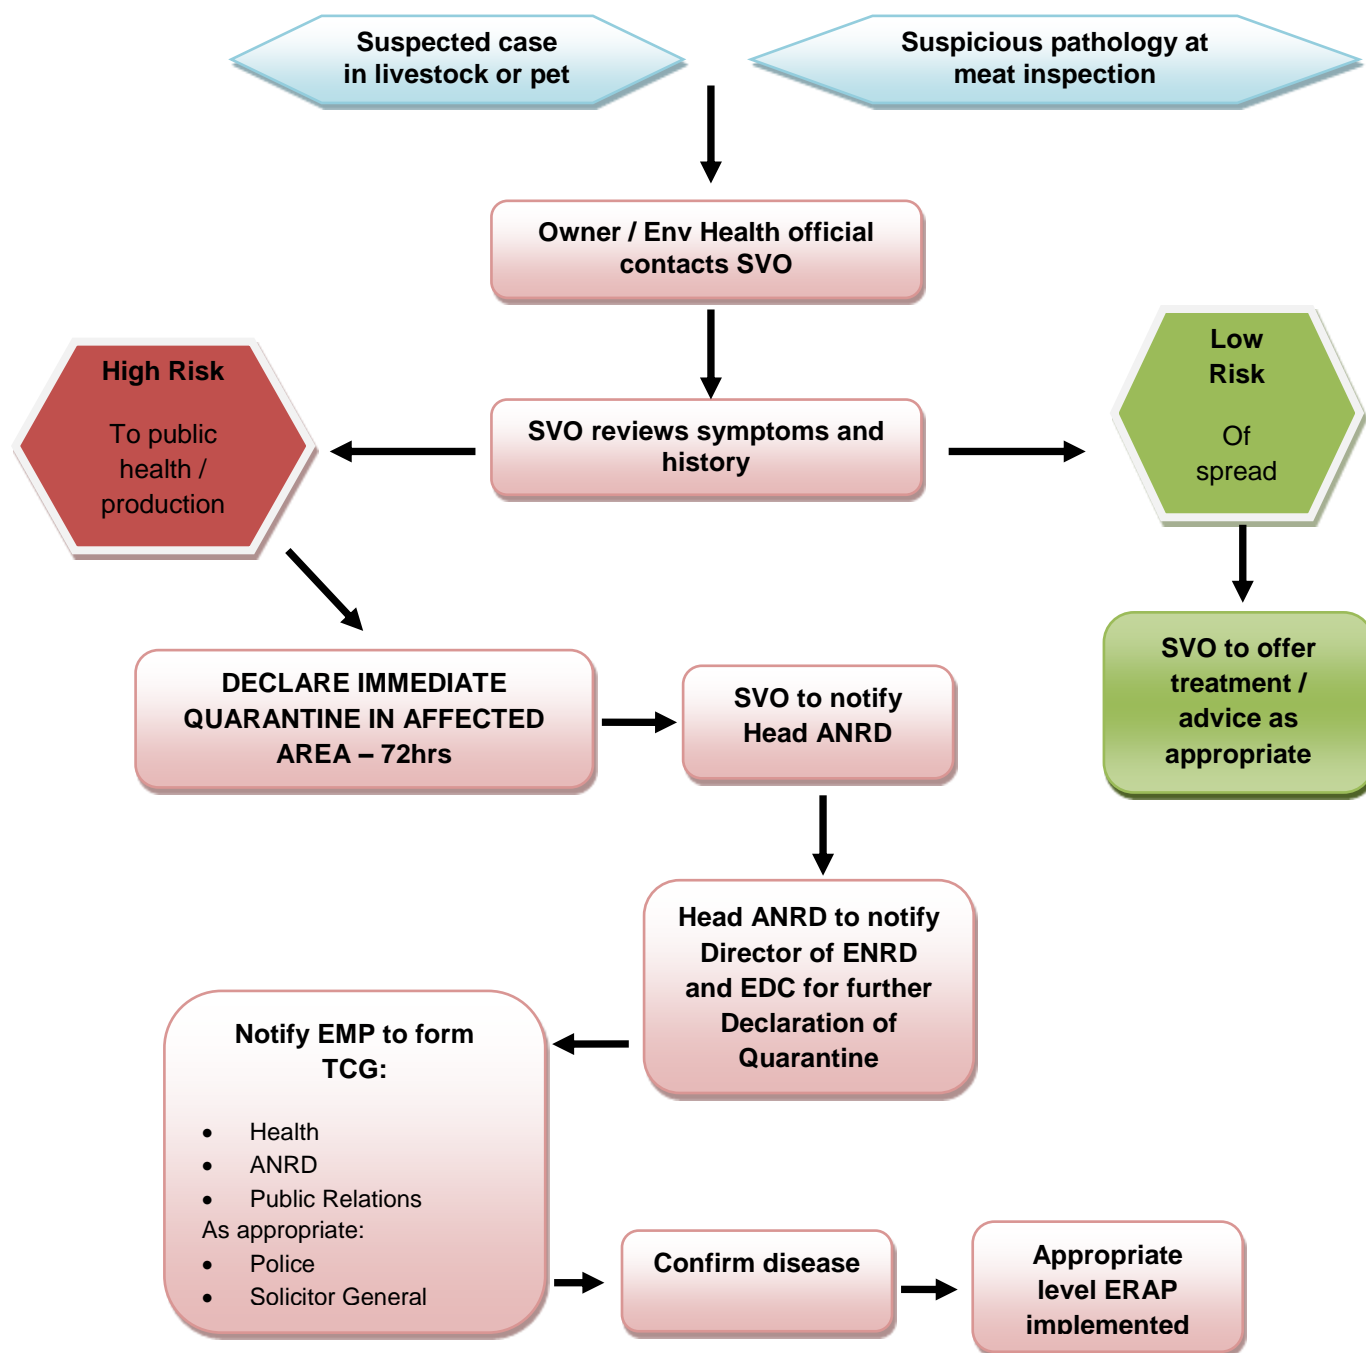 Suspected case
in livestock or pet
Suspicious pathology at
meat inspection
Owner / Env Health official
contacts SVO
High Risk
To public
health /
production
SVO reviews symptoms and
history
Low
Risk
Of
spread
DECLARE IMMEDIATE
QUARANTINE IN AFFECTED
AREA – 72hrs
SVO to notify
Head ANRD
SVO to offer
treatment /
advice as
appropriate
Head ANRD to notify
Director of ENRD
and EDC for further
Declaration of
Quarantine
Notify EMP to form
TCG:
• Health
• ANRD
• Public Relations
As appropriate:
• Police
• Solicitor General
Confirm disease
Appropriate
level ERAP
implemented